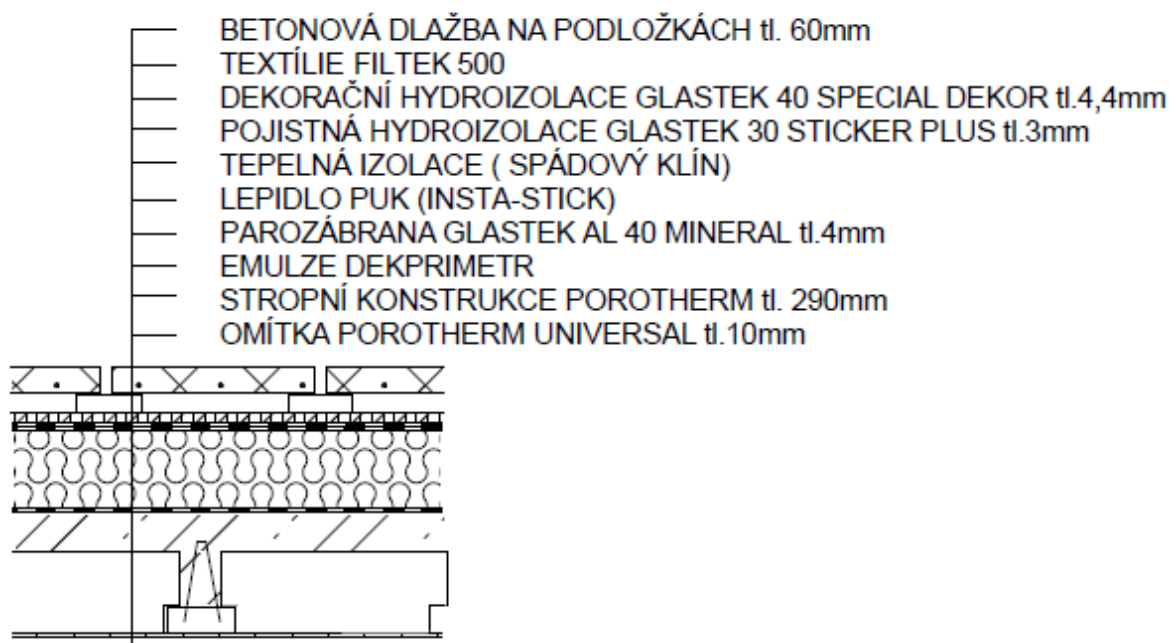 BETONOVÁ DLAŽBA NA PODLOŽKÁCH tl. 60mm
TEXTÍLIE FILTEK 500
DEKORAČNÍ HYDROIZOLACE GLASTEK 40 SPECIAL DEKOR tl.4,4mm
POJISTNÁ HYDROIZOLACE GLASTEK 30 STICKER PLUS tl.3mm
TEPELNÁ IZOLACE ( SPÁDOVÝ KLÍN)
LEPIDLO PUK (INSTA-STICK)
PAROZÁBRANA GLASTEK AL 40 MINERAL tl.4mm
EMULZE DEKPRIMETR
STROPNÍ KONSTRUKCE POROTHERM tl. 290mm
OMÍTKA POROTHERM UNIVERSAL tl.10mm